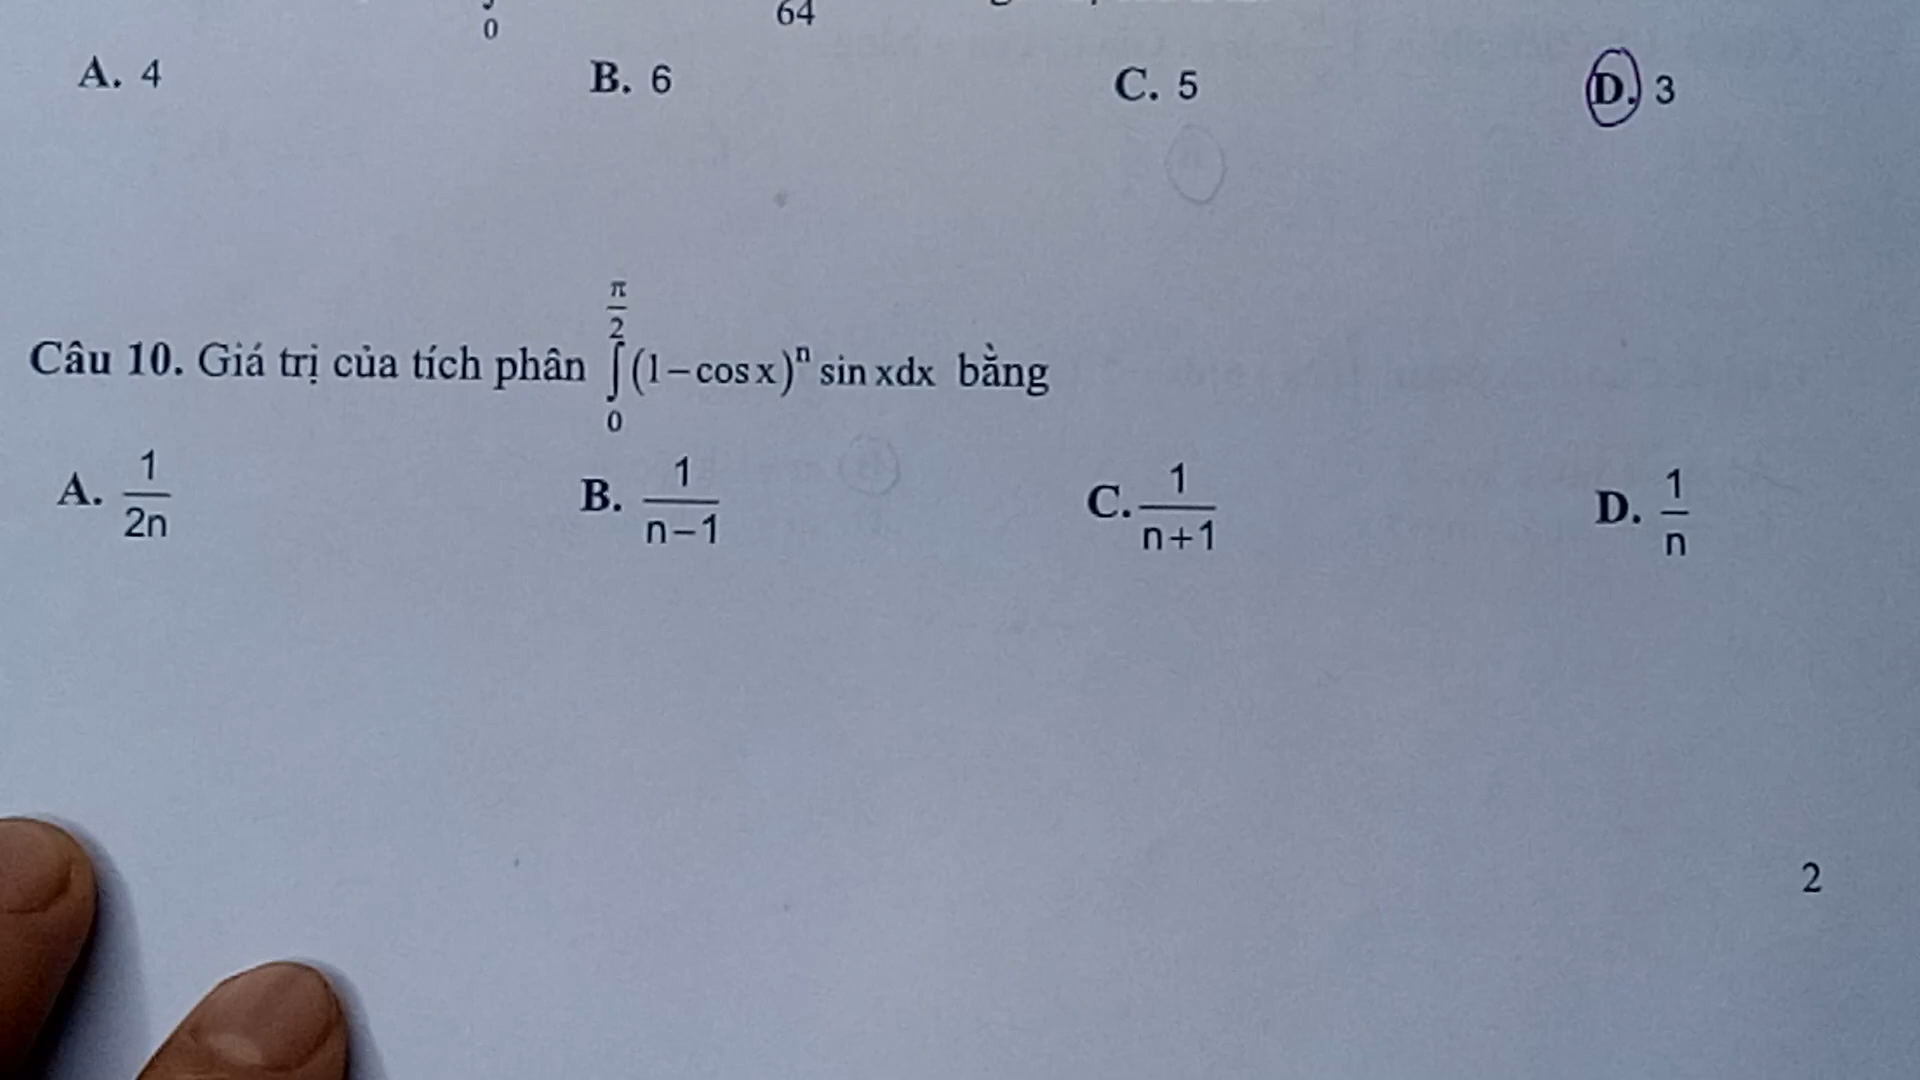 0 64
A. 4 B. 6 C. 5 D. 3
Câu 10. Giá trị của tích phân ∫₀^(π/2) (1−cos x)ⁿ sin xdx bằng
A. 1/2n B. 1/n−1 C. 1/n+1 D. 1/n
2